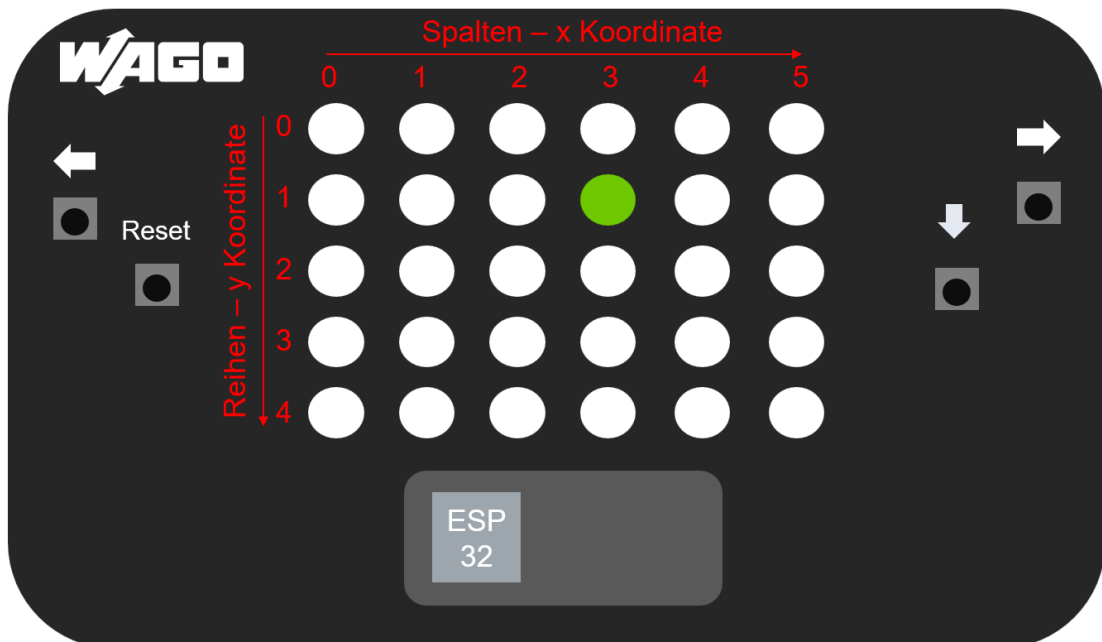 Spalten – x Koordinate
WAGO
0 1 2 3 4 5
Reihen – y Koordinate
0
1
Reset
2
3
4
ESP
32